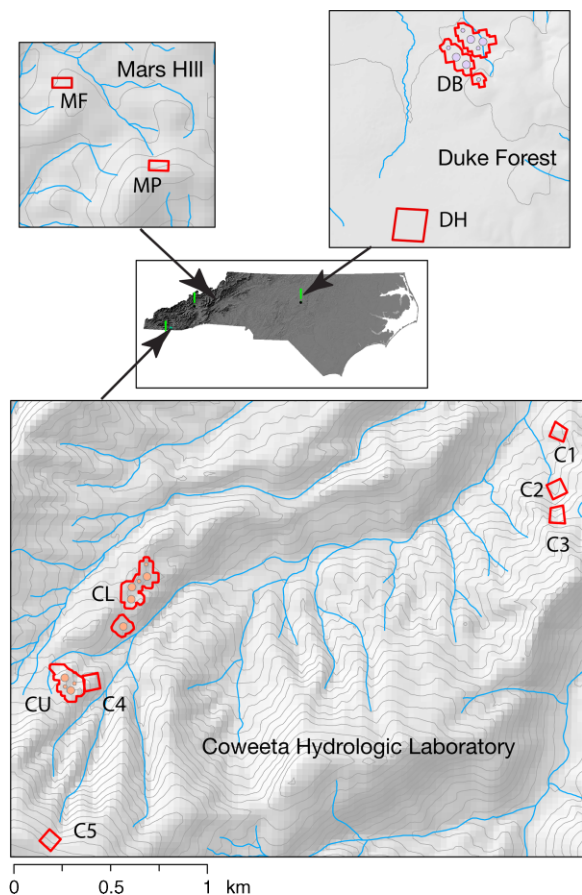 Mars HIll
MF
MP
DB
Duke Forest
DH
C1
C2
C3
CL
CU
C4
Coweeta Hydrologic Laboratory
C5
0 0.5 1 km